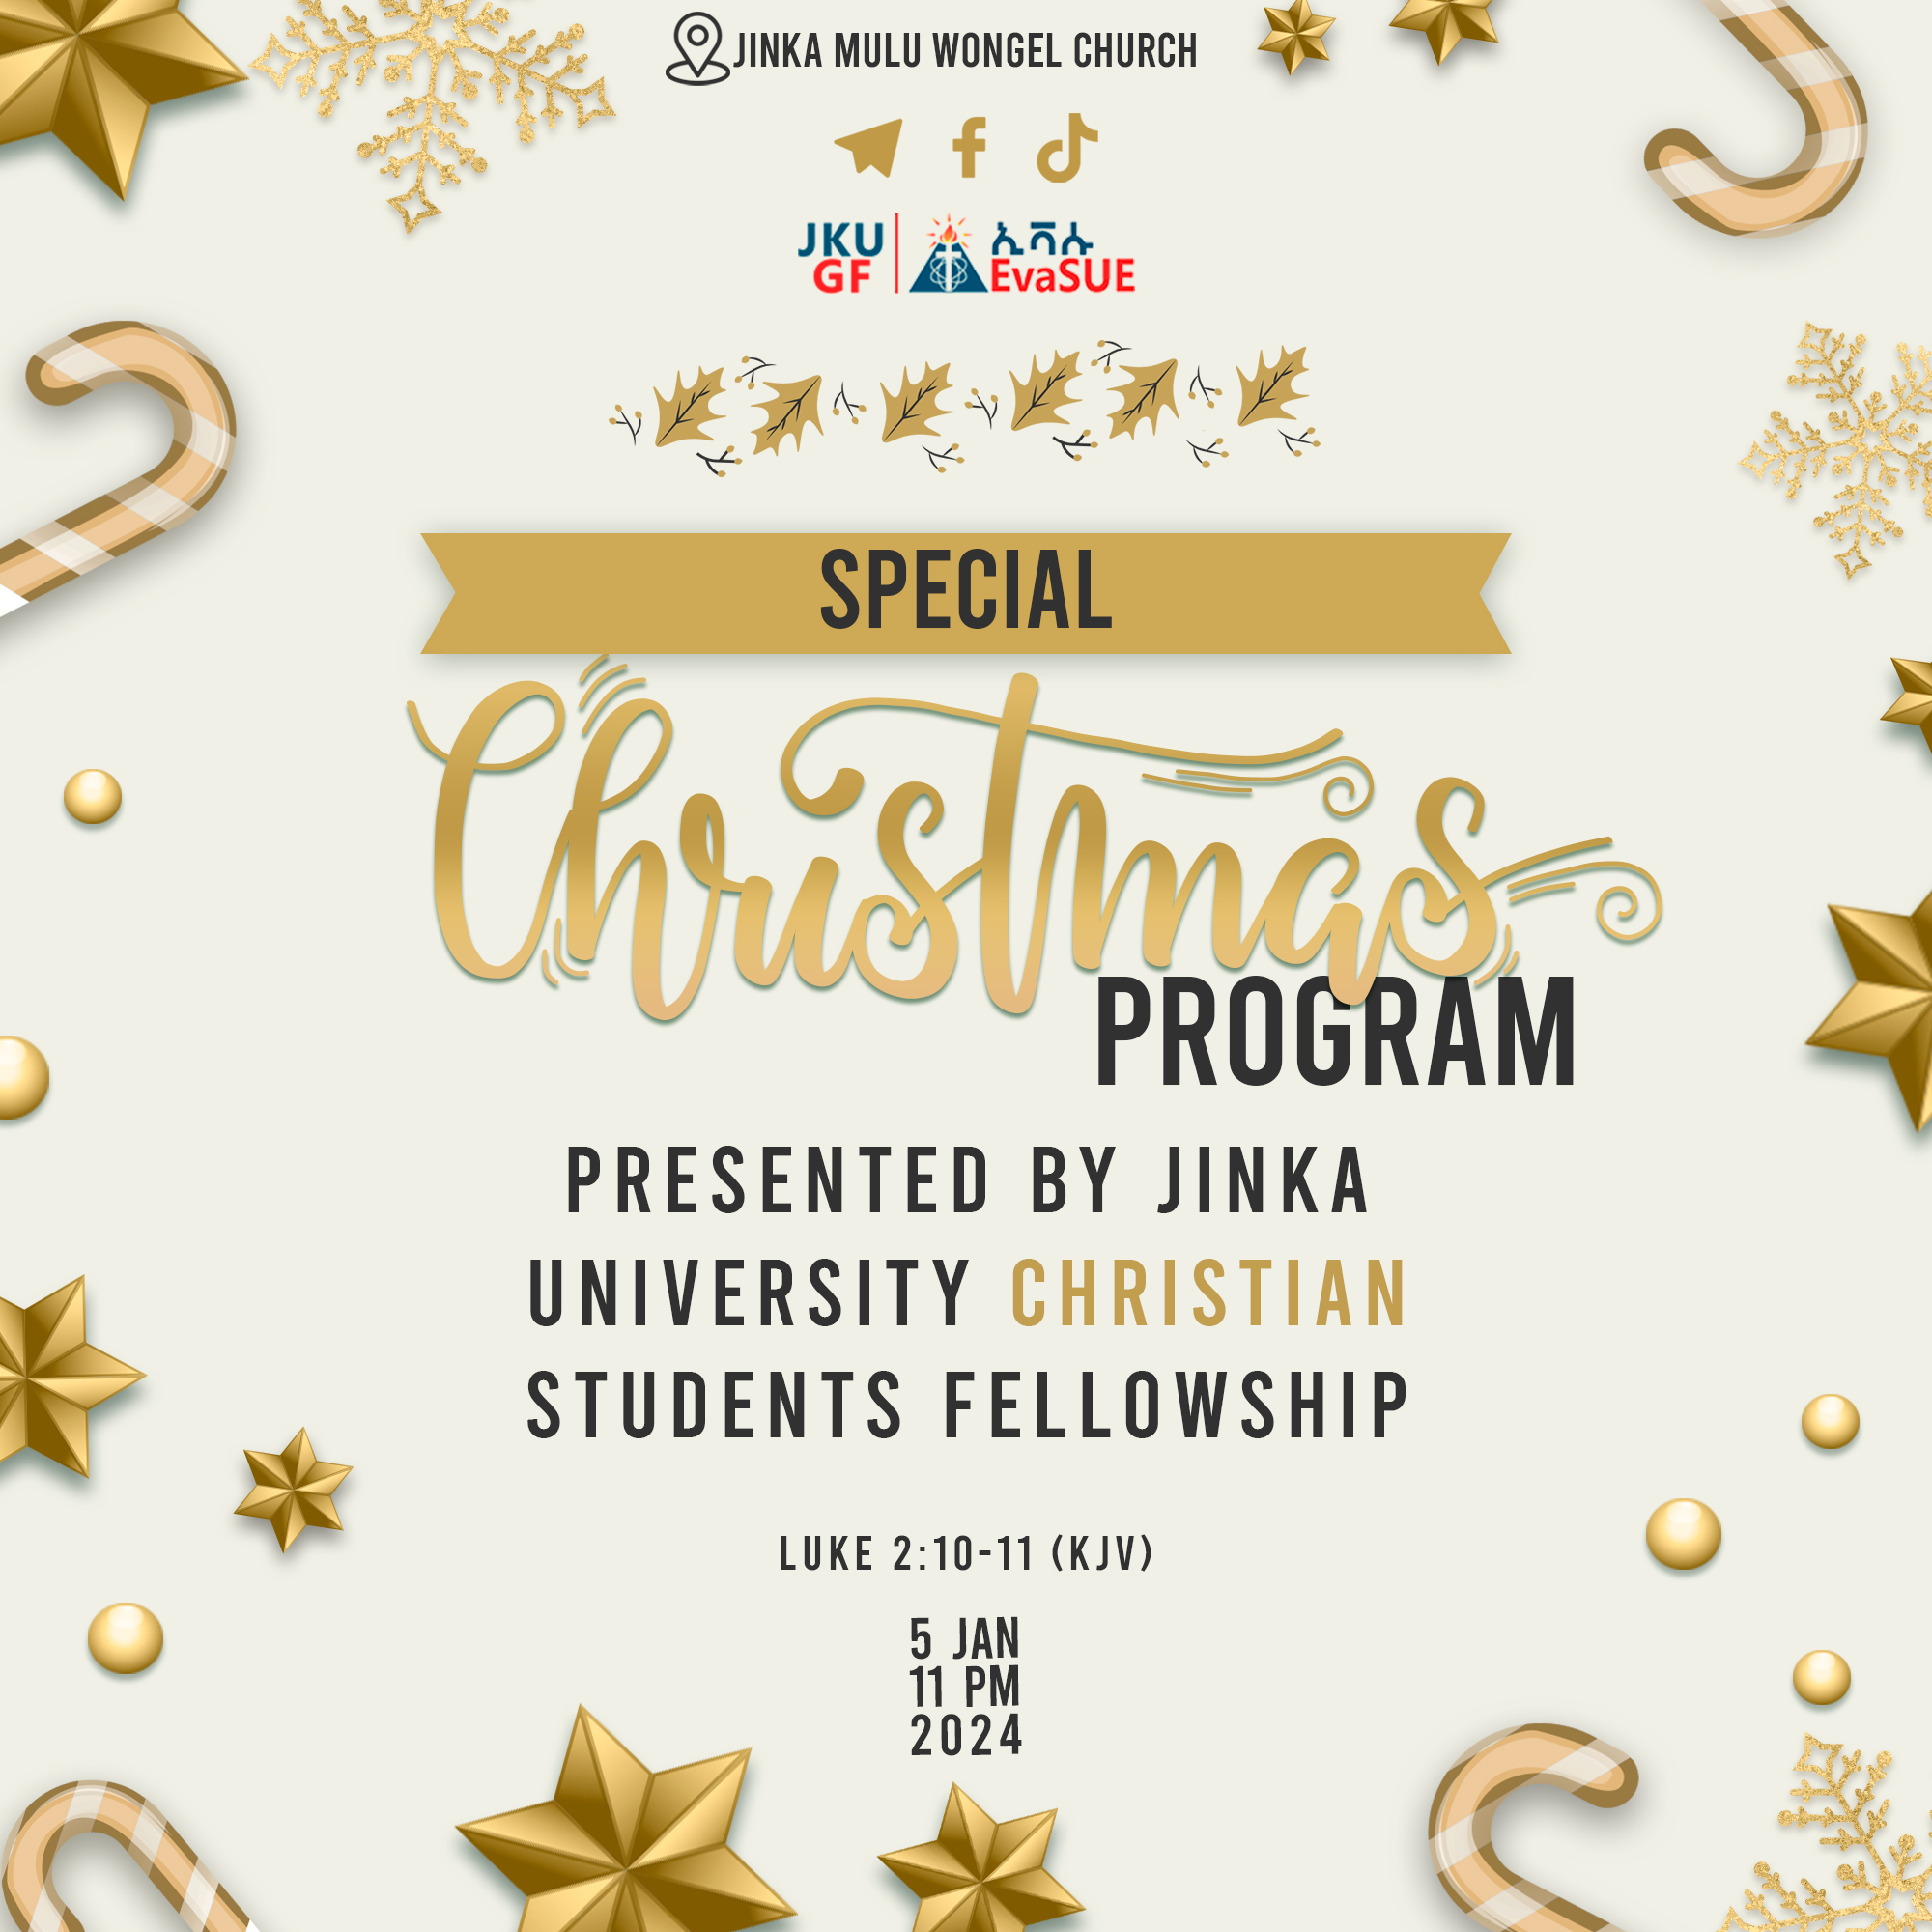 JINKA MULU WONGEL CHURCH
JKU
GF
ኢቫሱ
EvaSUE
SPECIAL
Christmas
PROGRAM
PRESENTED BY JINKA
UNIVERSITY CHRISTIAN
STUDENTS FELLOWSHIP
LUKE 2:10-11 (KJV)
5 JAN
11 PM
2024